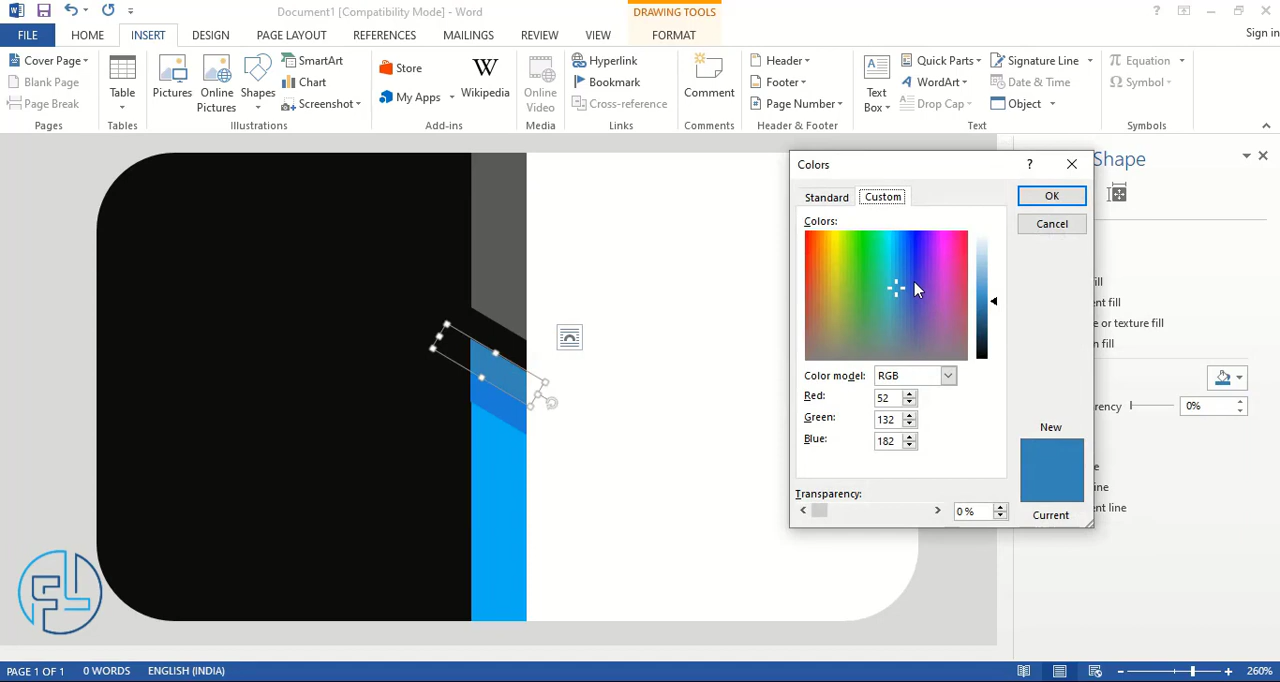 Document1 [Compatibility Mode] - Word
DRAWING TOOLS
?
FILE HOME INSERT DESIGN PAGE LAYOUT REFERENCES MAILINGS REVIEW VIEW FORMAT Sign in
Cover Page
Blank Page
Page Break
Pages
Table
Tables
Pictures
Online Pictures
Shapes
SmartArt
Chart
Screenshot
Illustrations
Store
My Apps
W
Wikipedia
Add-ins
Online Video
Media
Hyperlink
Bookmark
Cross-reference
Links
Comment
Comments
Header
Footer
Page Number
Header & Footer
A
Text Box
Quick Parts
WordArt
Drop Cap
Signature Line
Date & Time
Object
Text
π Equation
Ω Symbol
Symbols
Shape
Colors
?
Standard
Custom
OK
Cancel
Colors:
Color model: RGB
Red: 52
Green: 132
Blue: 182
New
Current
Transparency:
0 %
fill
ent fill
e or texture fill
n fill
rency 0%
e
ine
ent line
PAGE 1 OF 1 0 WORDS ENGLISH (INDIA)
260%